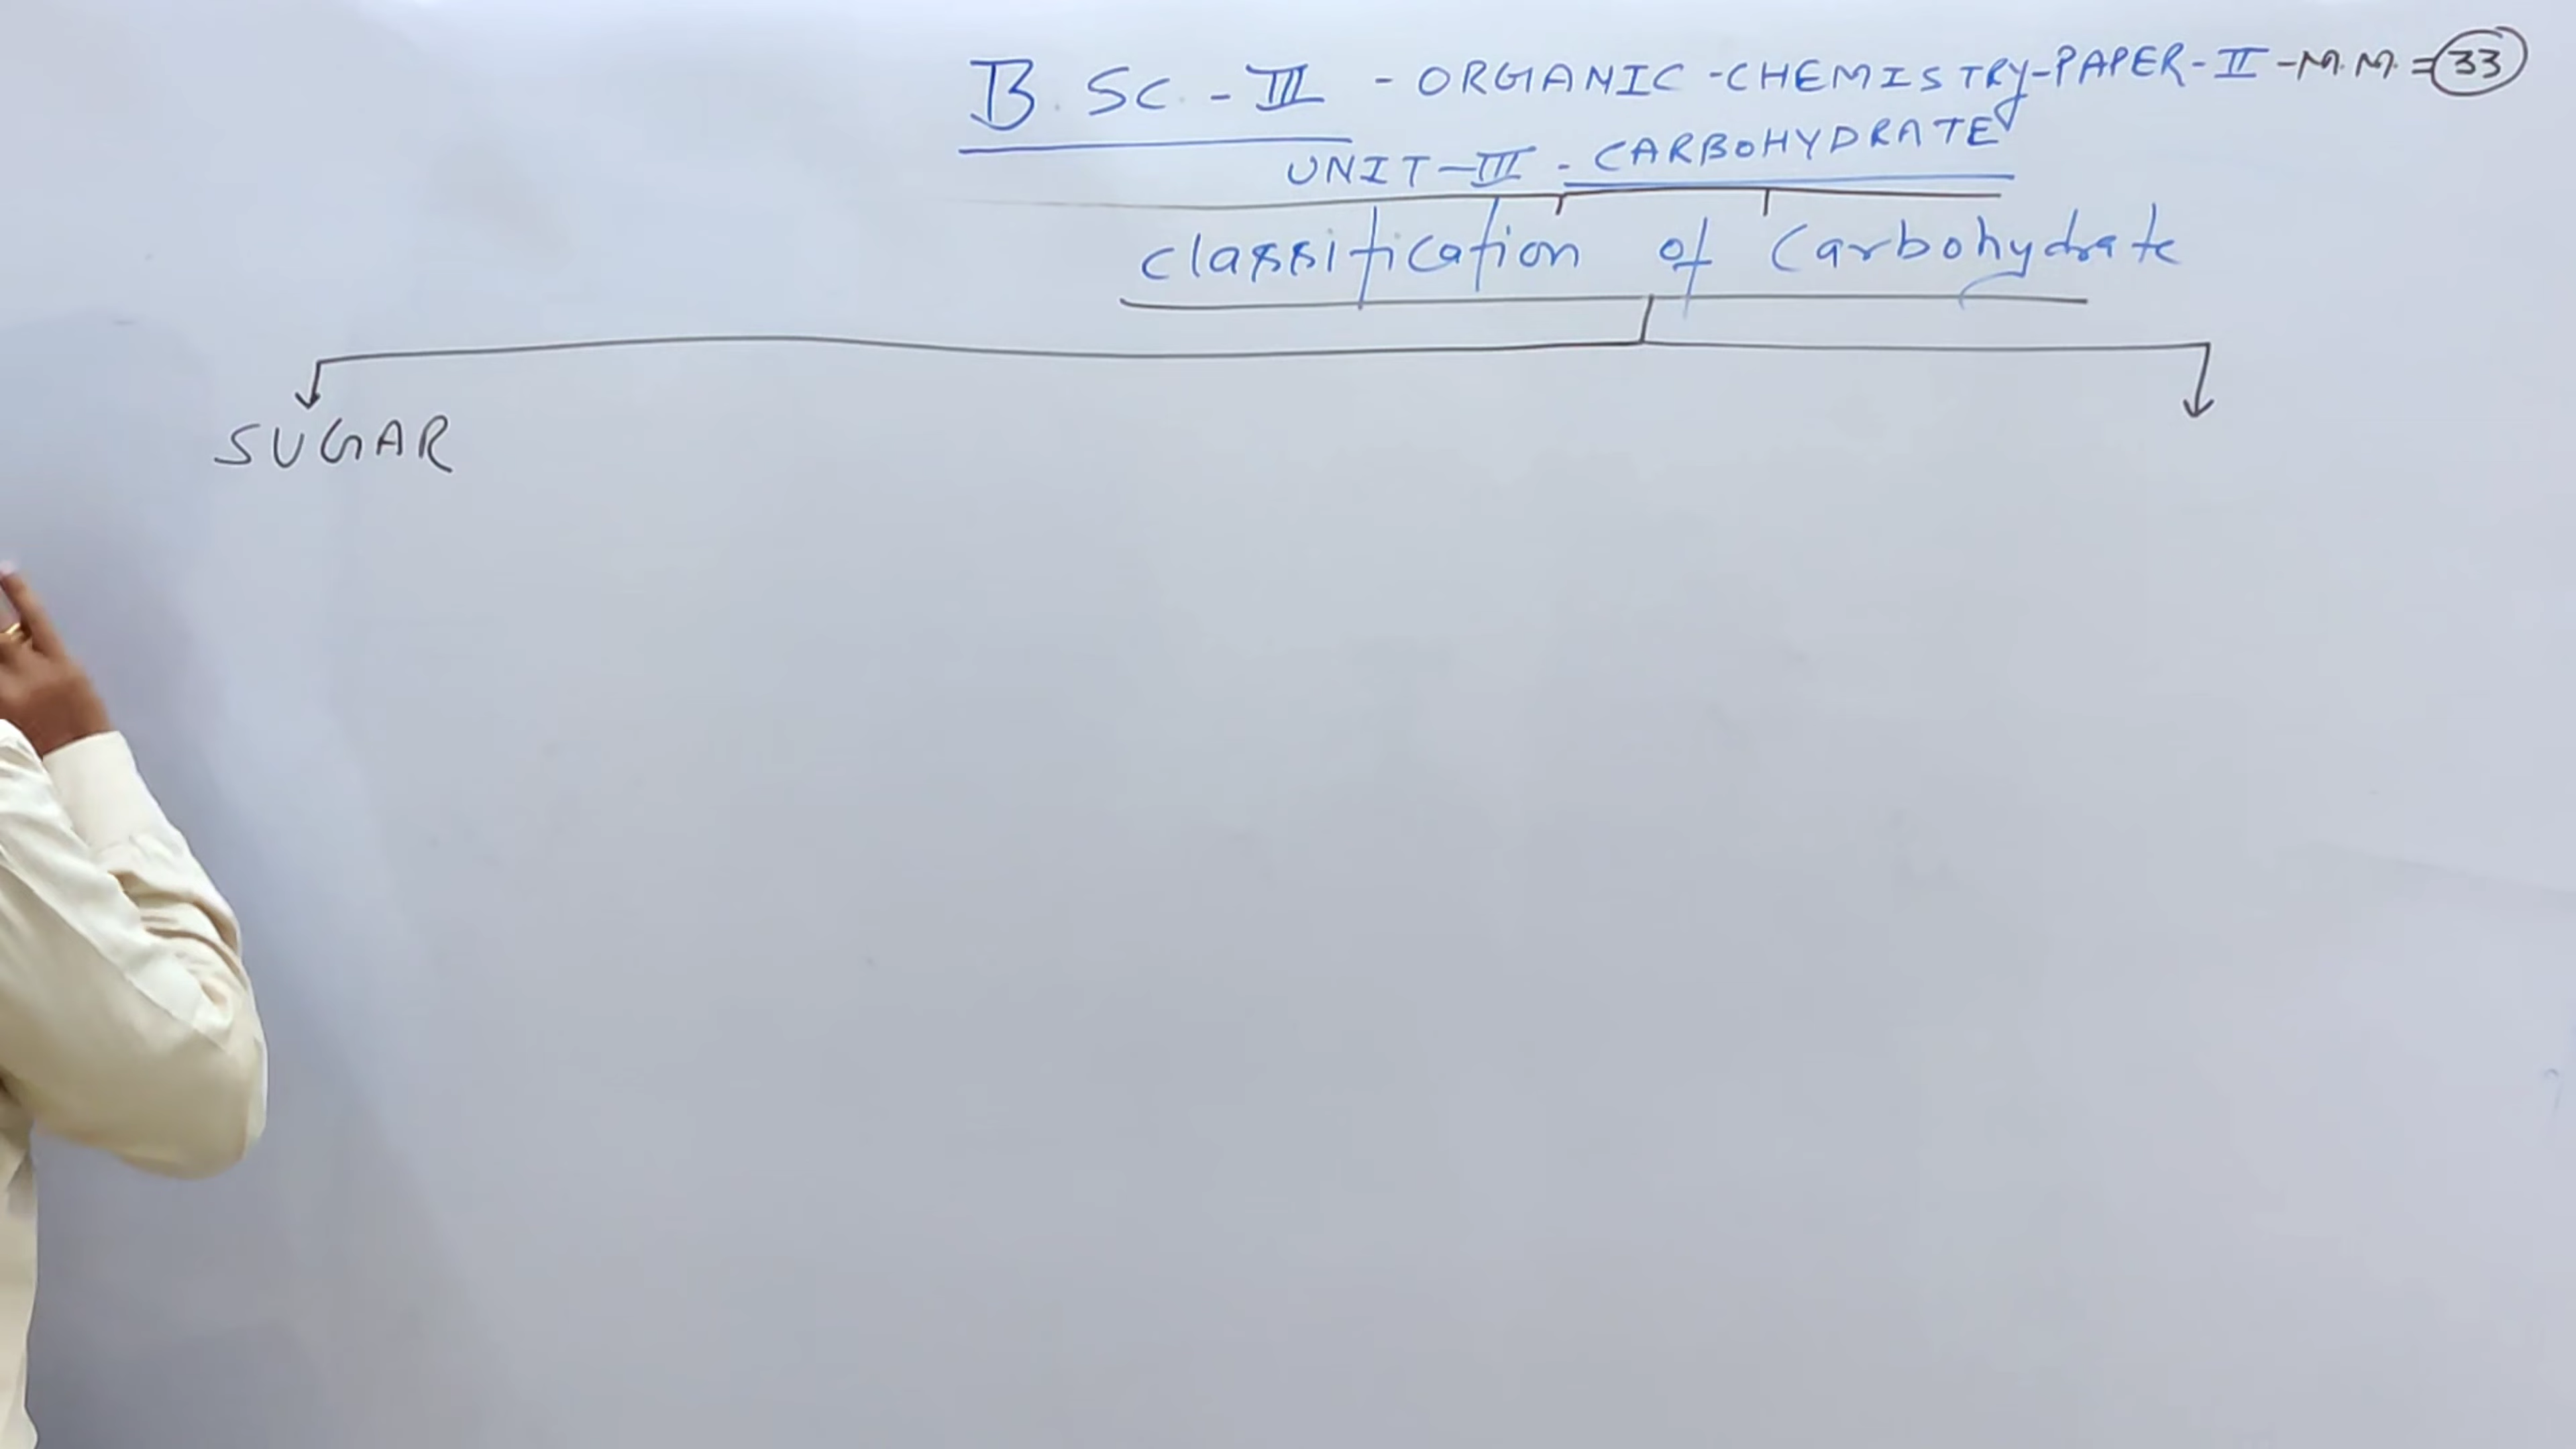 B.SC.-III - ORGANIC-CHEMISTRY-PAPER-II-M.M.=33
UNIT-III - CARBOHYDRATE
classification of Carbohydrate
SUGAR